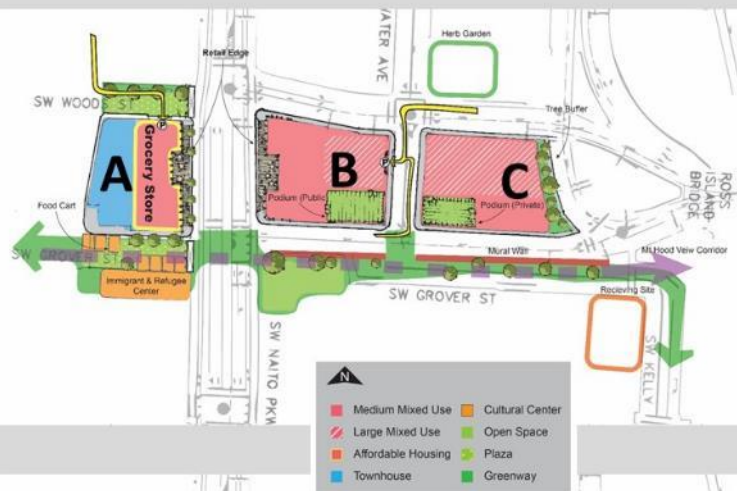 Retail Edge
WATER AVE
Herb Garden
SW WOODS ST
Tree Buffer
Grocery Store
P
A
B
C
P
ROSS
ISLAND
BRIDGE
Food Cart
Podium (Public
Podium (Private)
Mural Wall
Mt Hood Veiw Corridor
SW GROVER ST
Immigrant & Refugee
Center
SW GROVER ST
Recieving Site
SW NAITO PKW
SW KELLY
N
Medium Mixed Use
Large Mixed Use
Affordable Housing
Townhouse
Cultural Center
Open Space
Plaza
Greenway